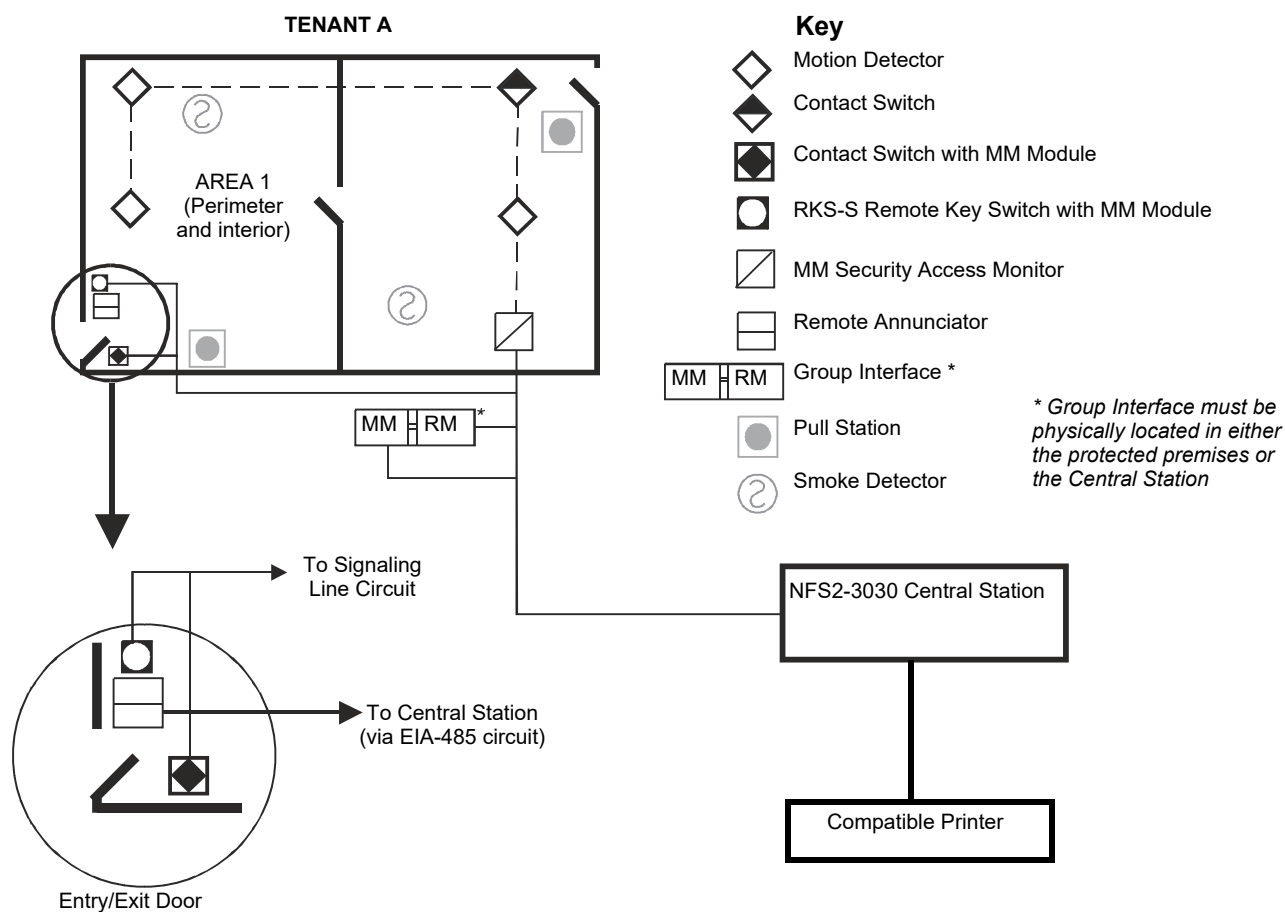 TENANT A
Key
Motion Detector
Contact Switch
Contact Switch with MM Module
RKS-S Remote Key Switch with MM Module
MM Security Access Monitor
Remote Annunciator
MM RM Group Interface *
Pull Station
Smoke Detector
* Group Interface must be
physically located in either
the protected premises or
the Central Station
AREA 1
(Perimeter
and interior)
MM RM *
To Signaling
Line Circuit
To Central Station
(via EIA-485 circuit)
Entry/Exit Door
NFS2-3030 Central Station
Compatible Printer